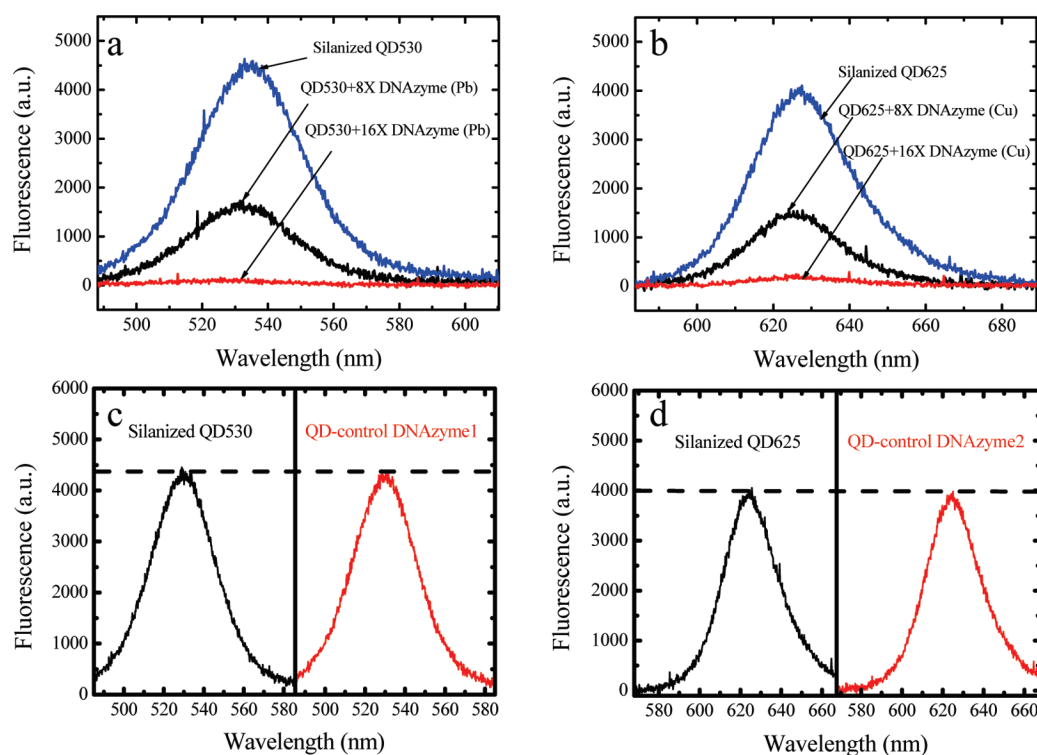 a
Silanized QD530
QD530+8X DNAzyme (Pb)
QD530+16X DNAzyme (Pb)
Fluorescence (a.u.)
5000
4000
3000
2000
1000
0
500 520 540 560 580 600
Wavelength (nm)
b
Silanized QD625
QD625+8X DNAzyme (Cu)
QD625+16X DNAzyme (Cu)
Fluorescence (a.u.)
5000
4000
3000
2000
1000
0
600 620 640 660 680
Wavelength (nm)
c
Silanized QD530
QD-control DNAzyme1
Fluorescence (a.u.)
6000
5000
4000
3000
2000
1000
0
500 520 540 560 580 500 520 540 560 580
Wavelength (nm)
d
Silanized QD625
QD-control DNAzyme2
Fluorescence (a.u.)
6000
5000
4000
3000
2000
1000
0
580 600 620 640 660 580 600 620 640 660
Wavelength (nm)